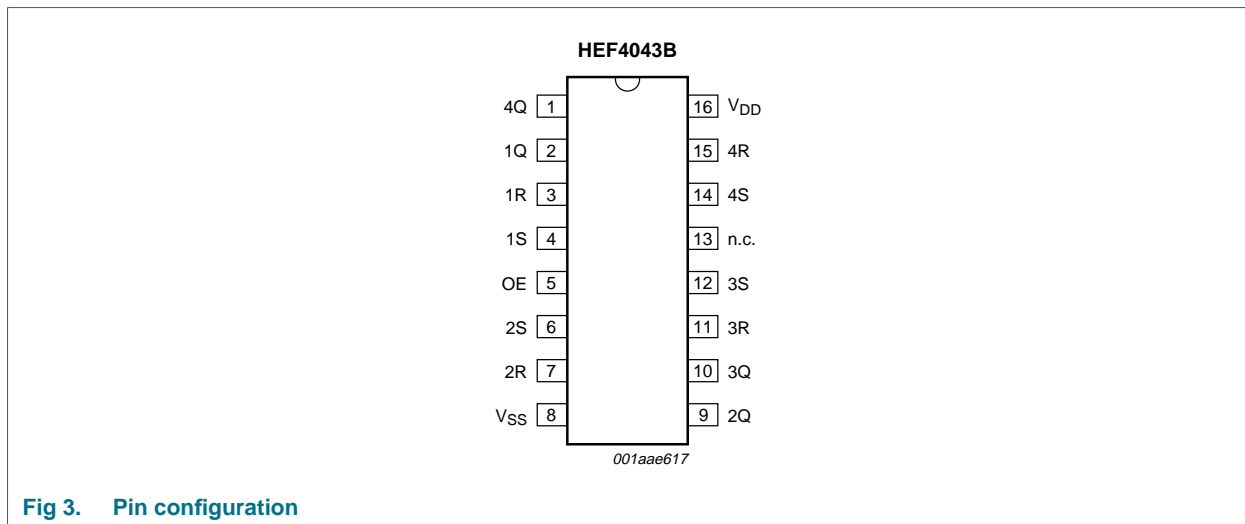 HEF4043B
4Q 1 16 VDD
1Q 2 15 4R
1R 3 14 4S
1S 4 13 n.c.
OE 5 12 3S
2S 6 11 3R
2R 7 10 3Q
VSS 8 9 2Q
001aae617
Fig 3. Pin configuration